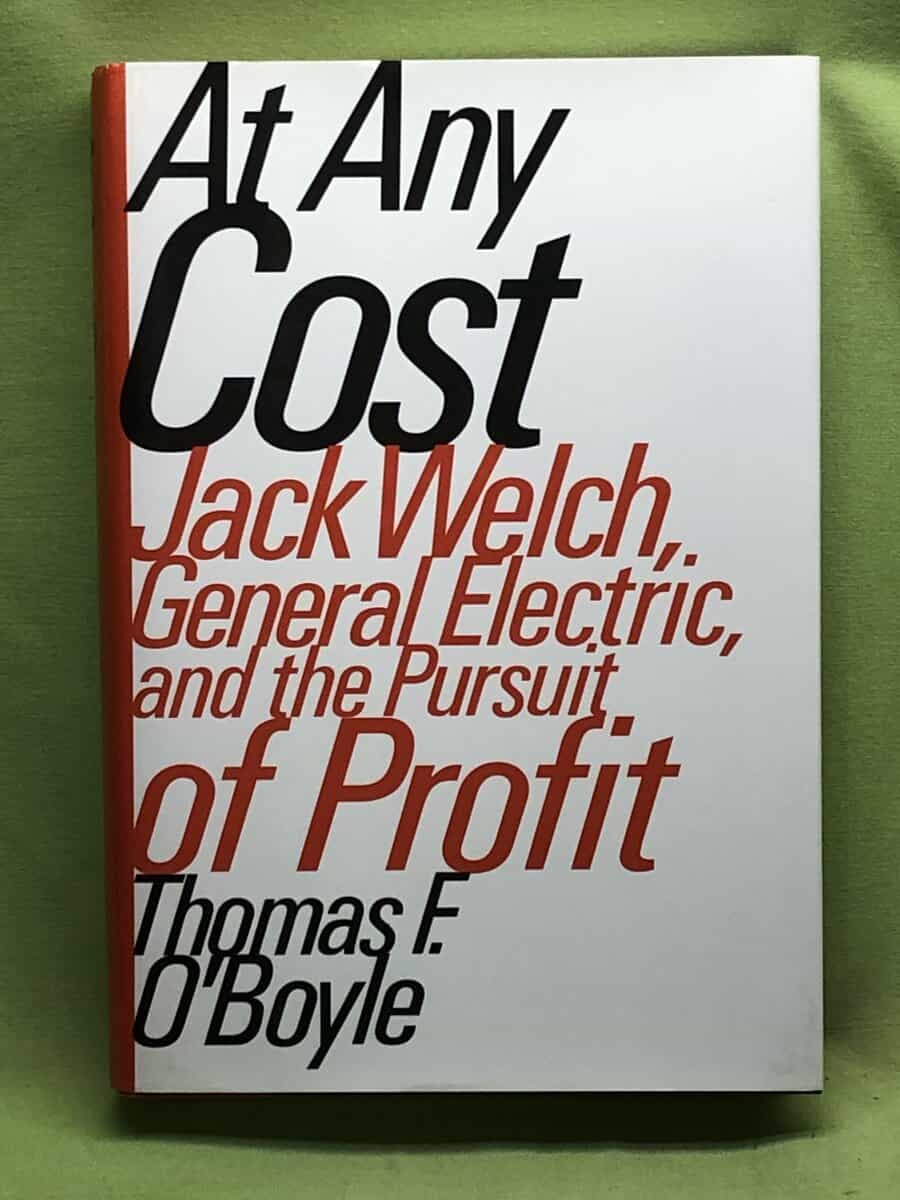 At Any
Cost
Jack Welch,
General Electric,
and the Pursuit
of Profit
Thomas F.
O'Boyle